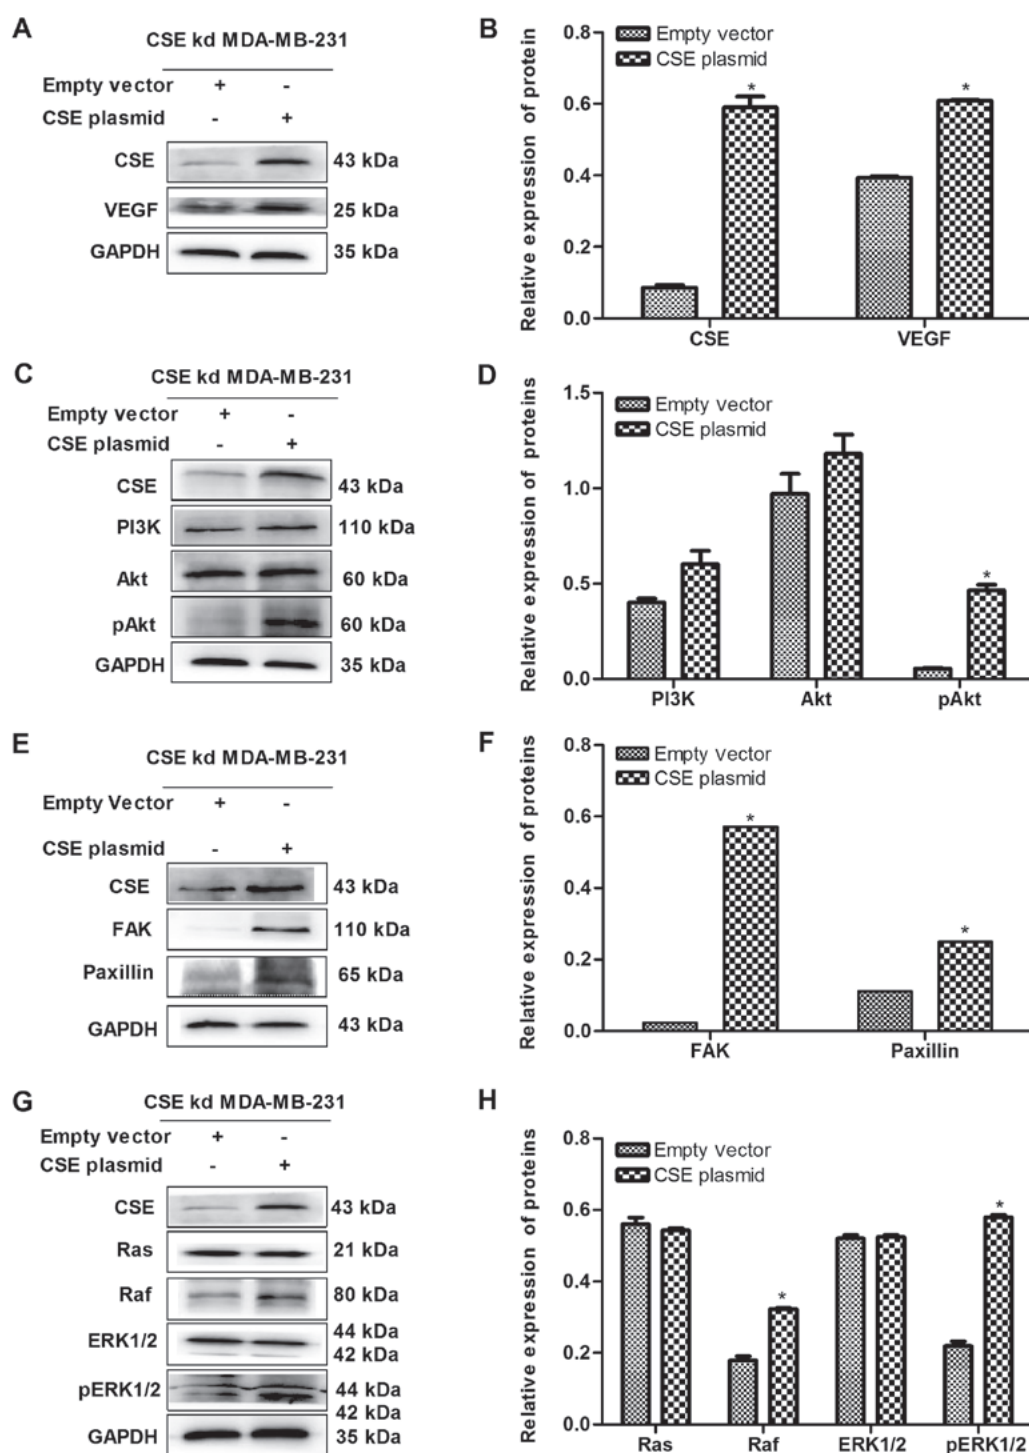 A
CSE kd MDA-MB-231
Empty vector + -
CSE plasmid - +
CSE 43 kDa
VEGF 25 kDa
GAPDH 35 kDa
B
Relative expression of protein
0.8
0.6
0.4
0.2
0.0
Empty vector
CSE plasmid
* *
CSE VEGF
C
CSE kd MDA-MB-231
Empty vector + -
CSE plasmid - +
CSE 43 kDa
PI3K 110 kDa
Akt 60 kDa
pAkt 60 kDa
GAPDH 35 kDa
D
Relative expression of proteins
1.5
1.0
0.5
0.0
Empty vector
CSE plasmid
*
PI3K Akt pAkt
E
CSE kd MDA-MB-231
Empty Vector + -
CSE plasmid - +
CSE 43 kDa
FAK 110 kDa
Paxillin 65 kDa
GAPDH 43 kDa
F
Relative expression of proteins
0.8
0.6
0.4
0.2
0.0
Empty vector
CSE plasmid
* *
FAK Paxillin
G
CSE kd MDA-MB-231
Empty vector + -
CSE plasmid - +
CSE 43 kDa
Ras 21 kDa
Raf 80 kDa
ERK1/2 44 kDa
42 kDa
pERK1/2 44 kDa
42 kDa
GAPDH 35 kDa
H
Relative expression of proteins
0.8
0.6
0.4
0.2
0.0
Empty vector
CSE plasmid
* *
Ras Raf ERK1/2 pERK1/2